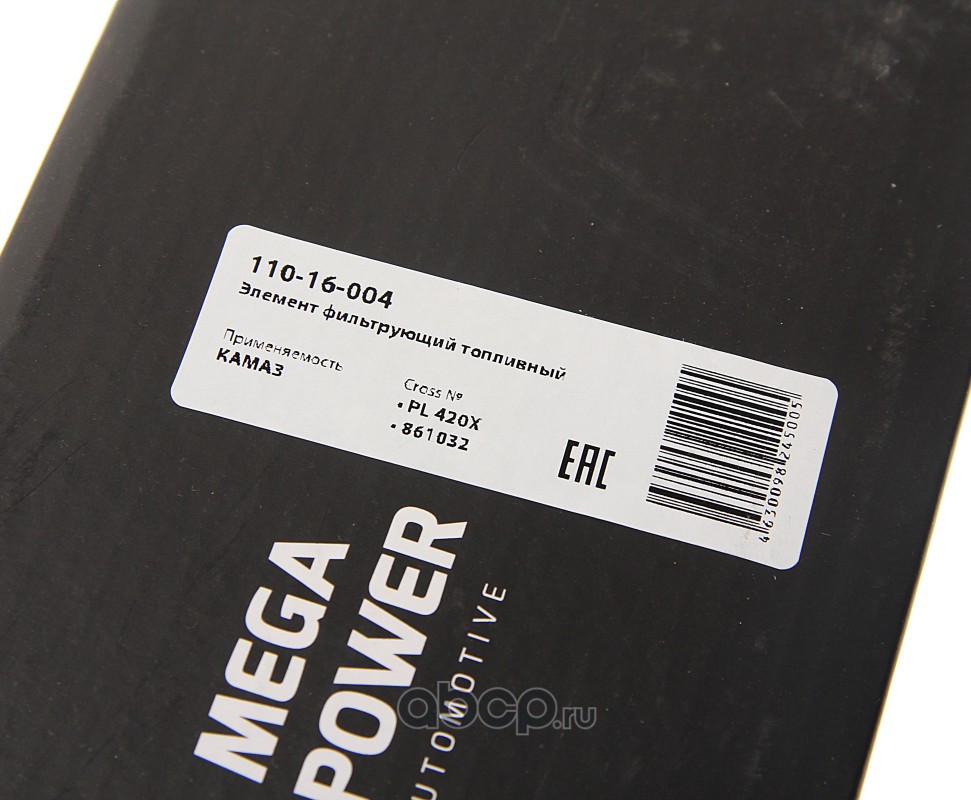 110-16-004
Элемент фильтрующий топливный
Применяемость
КАМАЗ
Cross №
• PL 420X
• 861032
EAC
4630098245005
MEGA
POWER
AUTOMOTIVE
abcp.ru